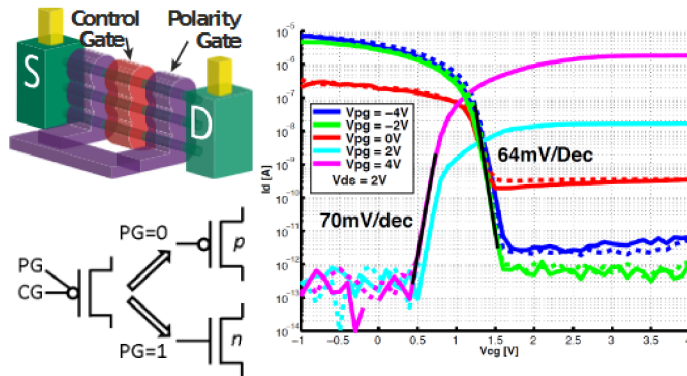 Control
Gate
Polarity
Gate
S
D
PG=0
p
PG
CG
PG=1
n
Id [A]
10^-5
10^-6
10^-7
10^-8
10^-9
10^-10
10^-11
10^-12
10^-13
10^-14
Vpg = -4V
Vpg = -2V
Vpg = 0V
Vpg = 2V
Vpg = 4V
Vds = 2V
64mV/Dec
70mV/dec
-1 -0.5 0 0.5 1 1.5 2 2.5 3 3.5 4
Vcg [V]